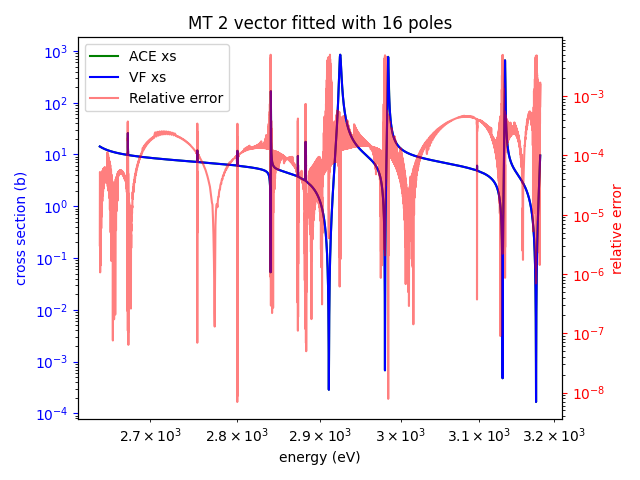 MT 2 vector fitted with 16 poles
ACE xs
VF xs
Relative error
10³
10²
10¹
10⁰
10⁻¹
10⁻²
10⁻³
10⁻⁴
cross section (b)
10⁻³
10⁻⁴
10⁻⁵
10⁻⁶
10⁻⁷
10⁻⁸
relative error
2.7 × 10³ 2.8 × 10³ 2.9 × 10³ 3 × 10³ 3.1 × 10³ 3.2 × 10³
energy (eV)